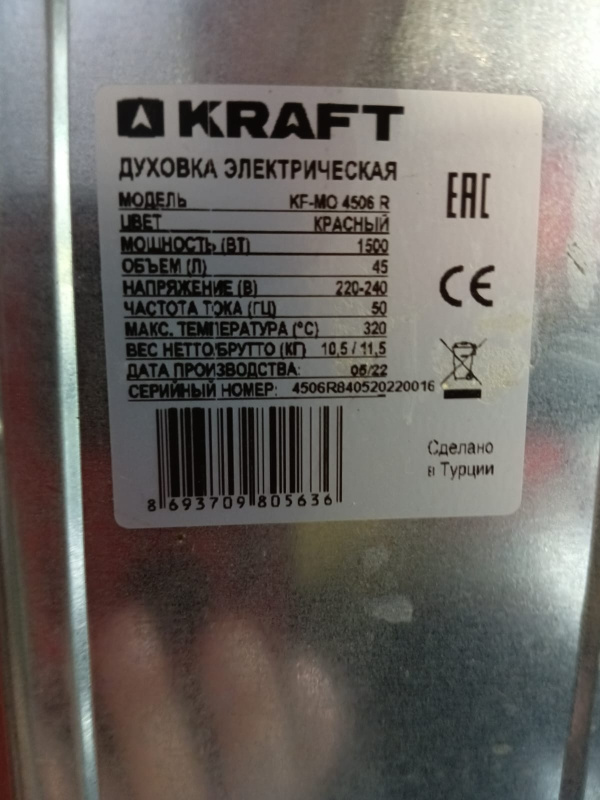 KRAFT
ДУХОВКА ЭЛЕКТРИЧЕСКАЯ
МОДЕЛЬ KF-MO 4506 R
ЦВЕТ КРАСНЫЙ
МОЩНОСТЬ (ВТ) 1500
ОБЪЕМ (Л) 45
НАПРЯЖЕНИЕ (В) 220-240
ЧАСТОТА ТОКА (ГЦ) 50
МАКС. ТЕМПЕРАТУРА (°С) 320
ВЕС НЕТТО/БРУТТО (КГ) 10,5 / 11,5
ДАТА ПРОИЗВОДСТВА: 06/22
СЕРИЙНЫЙ НОМЕР: 4506R840520220016
EAC
CE
Сделано
в Турции
8 693709 805636